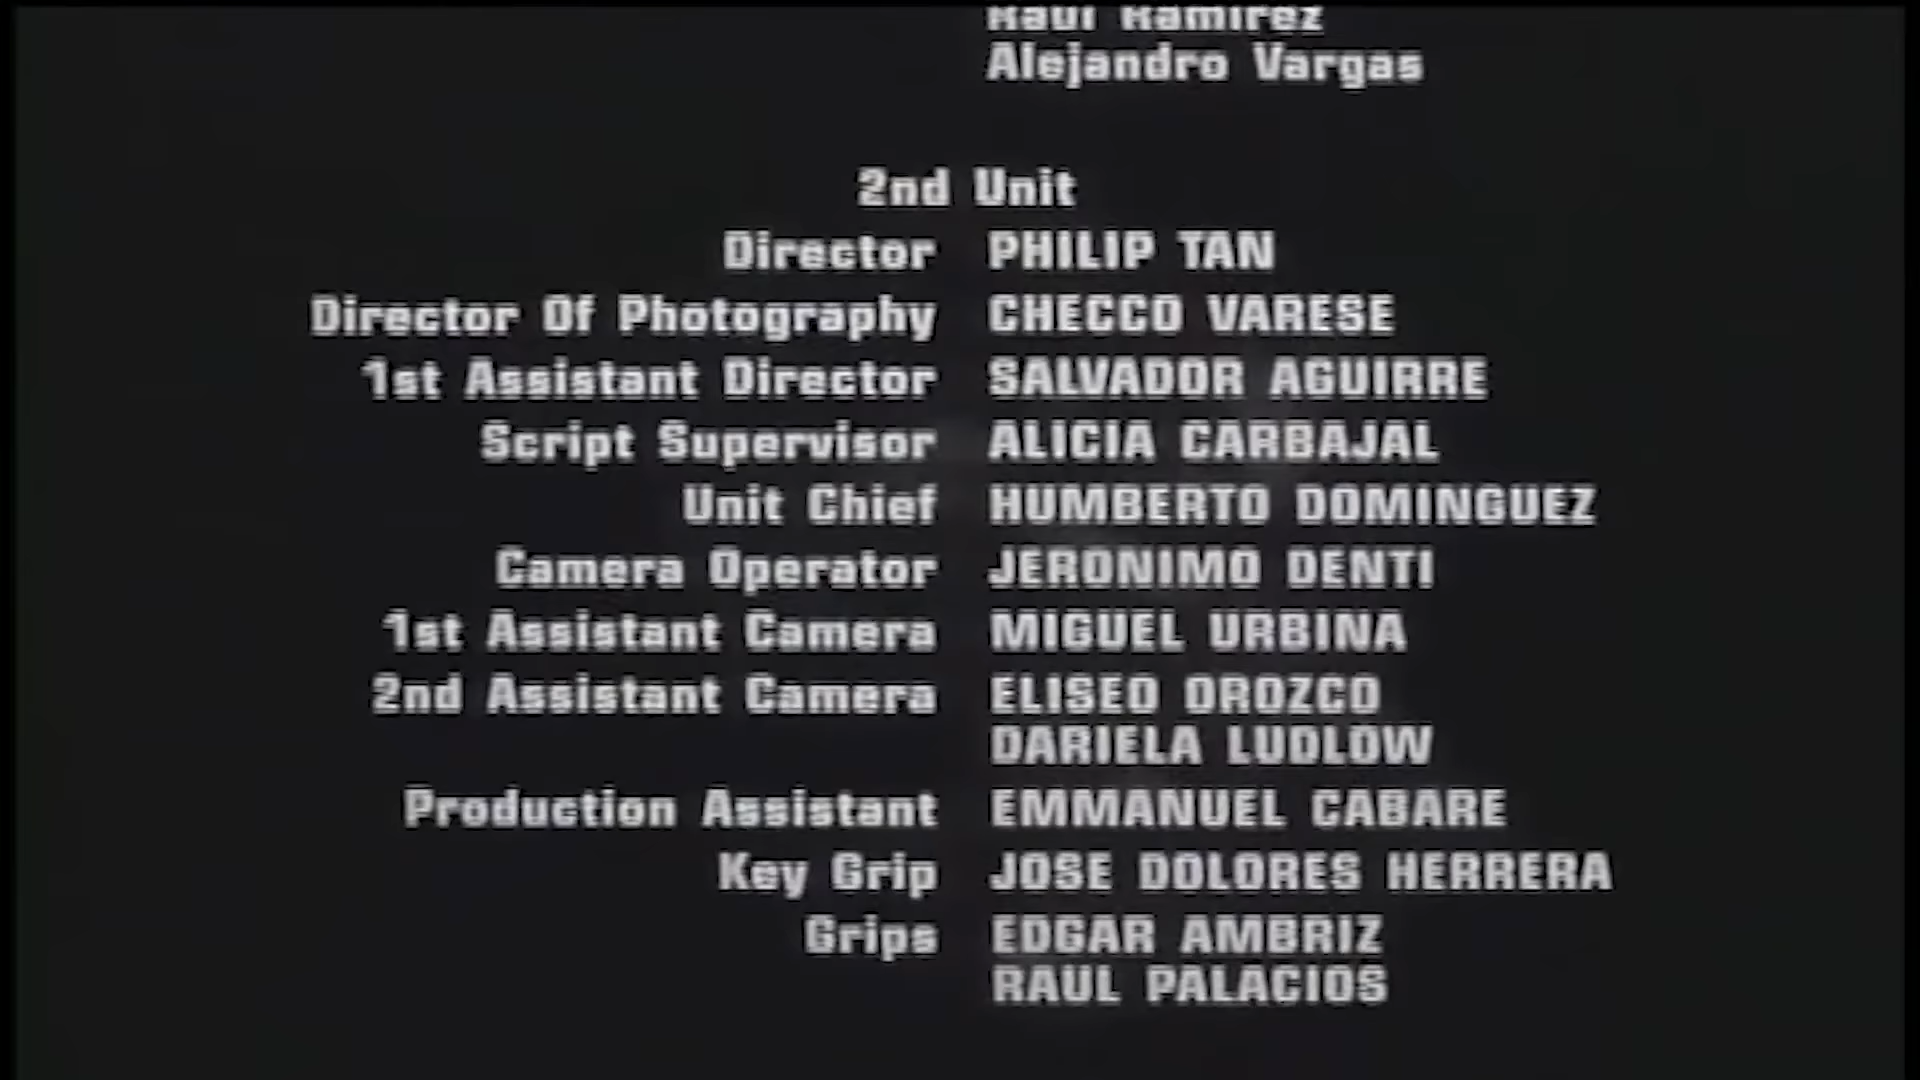 Raul Ramirez
Alejandro Vargas
2nd Unit
Director PHILIP TAN
Director Of Photography CHECCO VARESE
1st Assistant Director SALVADOR AGUIRRE
Script Supervisor ALICIA CARBAJAL
Unit Chief HUMBERTO DOMINGUEZ
Camera Operator JERONIMO DENTI
1st Assistant Camera MIGUEL URBINA
2nd Assistant Camera ELISEO OROZCO
DARIELA LUDLOW
Production Assistant EMMANUEL CABARE
Key Grip JOSE DOLORES HERRERA
Grips EDGAR AMBRIZ
RAUL PALACIOS